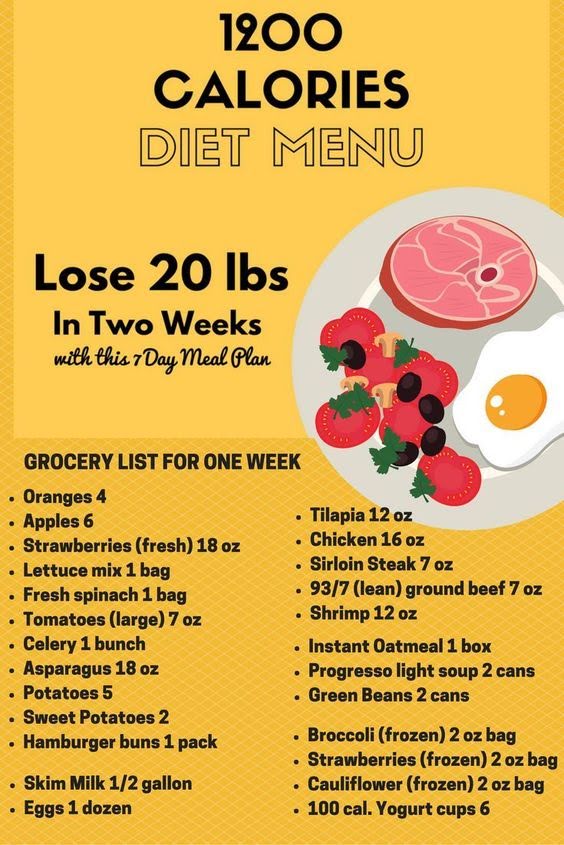 1200
CALORIES
DIET MENU
Lose 20 lbs
In Two Weeks
with this 7 Day Meal Plan
GROCERY LIST FOR ONE WEEK
• Oranges 4
• Apples 6
• Strawberries (fresh) 18 oz
• Lettuce mix 1 bag
• Fresh spinach 1 bag
• Tomatoes (large) 7 oz
• Celery 1 bunch
• Asparagus 18 oz
• Potatoes 5
• Sweet Potatoes 2
• Hamburger buns 1 pack
• Skim Milk 1/2 gallon
• Eggs 1 dozen
• Tilapia 12 oz
• Chicken 16 oz
• Sirloin Steak 7 oz
• 93/7 (lean) ground beef 7 oz
• Shrimp 12 oz
• Instant Oatmeal 1 box
• Progresso light soup 2 cans
• Green Beans 2 cans
• Broccoli (frozen) 2 oz bag
• Strawberries (frozen) 2 oz bag
• Cauliflower (frozen) 2 oz bag
• 100 cal. Yogurt cups 6